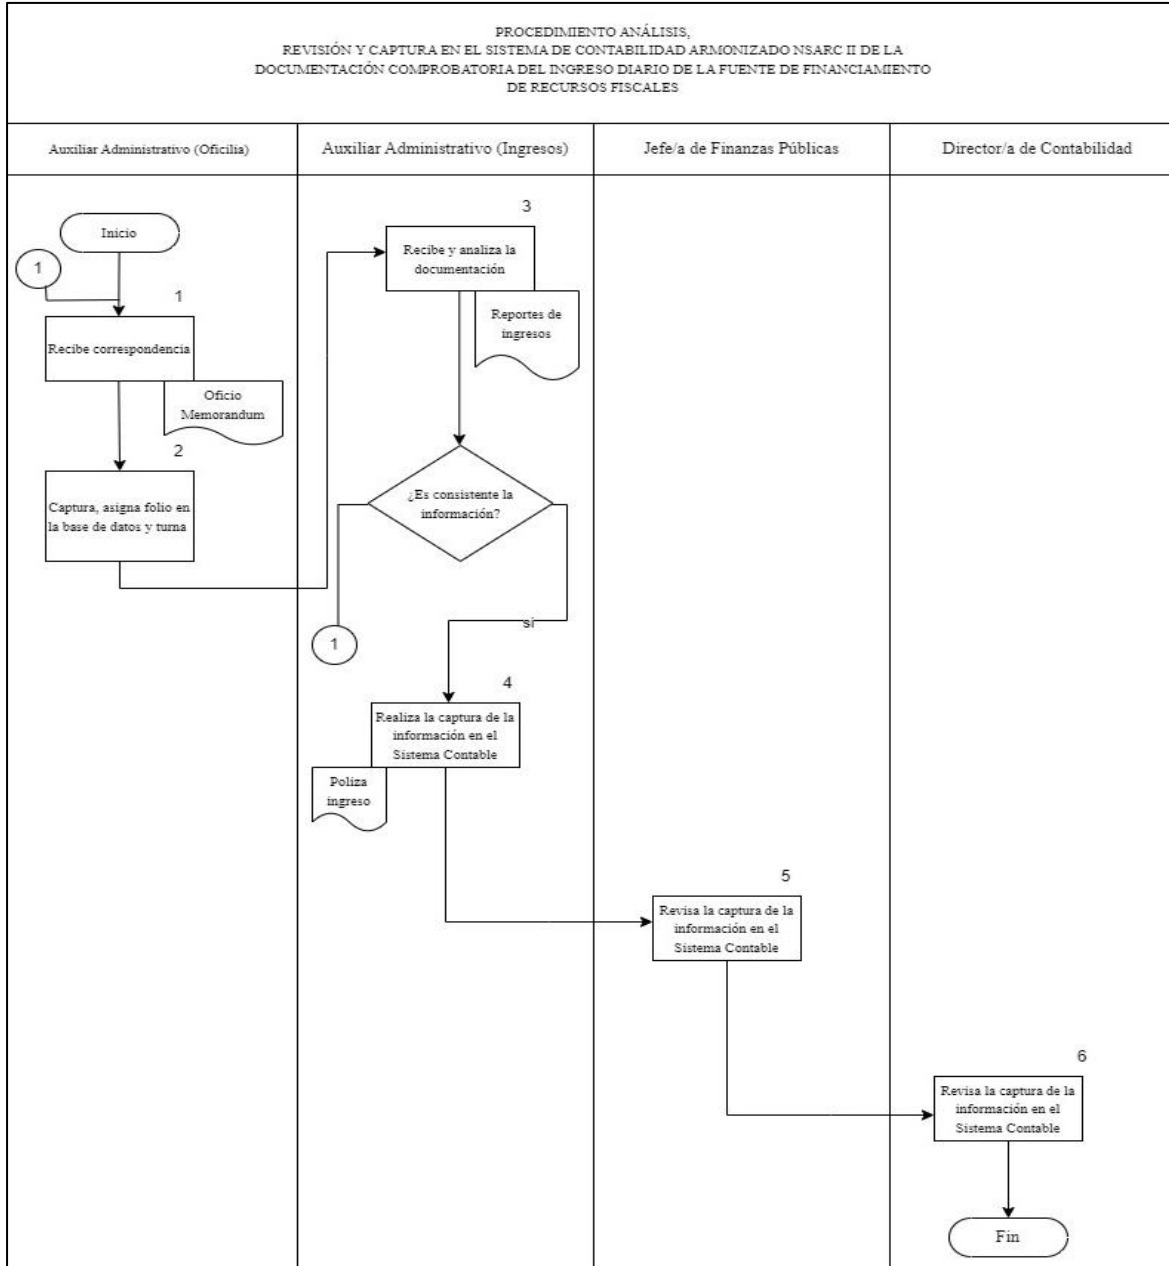 PROCEDIMIENTO ANÁLISIS,
REVISIÓN Y CAPTURA EN EL SISTEMA DE CONTABILIDAD ARMONIZADO NSARC II DE LA
DOCUMENTACIÓN COMPROBATORIA DEL INGRESO DIARIO DE LA FUENTE DE FINANCIAMIENTO
DE RECURSOS FISCALES
Auxiliar Administrativo (Oficilia)
Auxiliar Administrativo (Ingresos)
Jefe/a de Finanzas Públicas
Director/a de Contabilidad
Inicio
1
1
Recibe correspondencia
Oficio
Memorandum
2
Captura, asigna folio en
la base de datos y turna
3
Recibe y analiza la
documentación
Reportes de
ingresos
¿Es consistente la
información?
1
sí
4
Realiza la captura de la
información en el
Sistema Contable
Poliza
ingreso
5
Revisa la captura de la
información en el
Sistema Contable
6
Revisa la captura de la
información en el
Sistema Contable
Fin